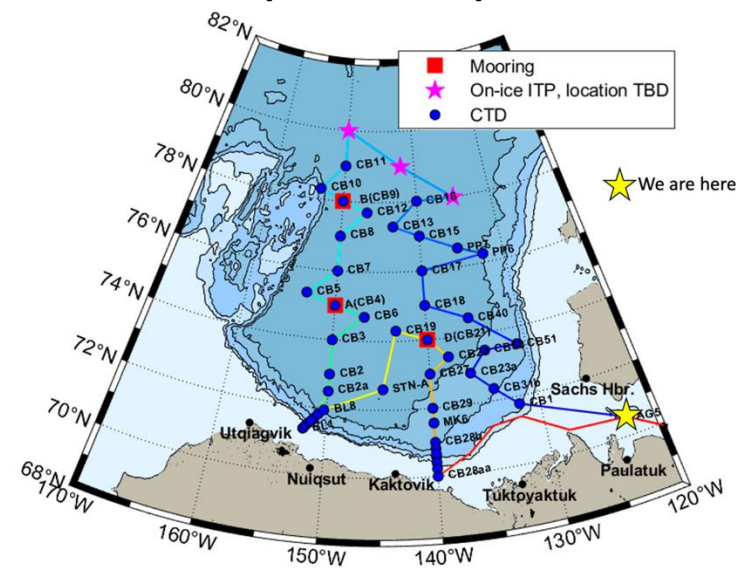 82°N
80°N
78°N
76°N
74°N
72°N
70°N
68°N
170°W
160°W
150°W
140°W
130°W
120°W
Mooring
On-ice ITP, location TBD
CTD
We are here
CB11
CB10
B(CB9)
CB12
CB16
CB13
CB15
CB8
PP7
PP6
CB7
CB17
CB5
A(CB4)
CB6
CB18
CB40
CB19
D(CB21)
CB3
CB51
CB2
CB27
CB23a
CB2a
STN-A
CB31b
CB1
BL8
CB29
MK6
CB28b
CB28aa
AG5
Sachs Hbr.
Utqiagvik
Nuiqsut
Kaktovik
Tuktoyaktuk
Paulatuk